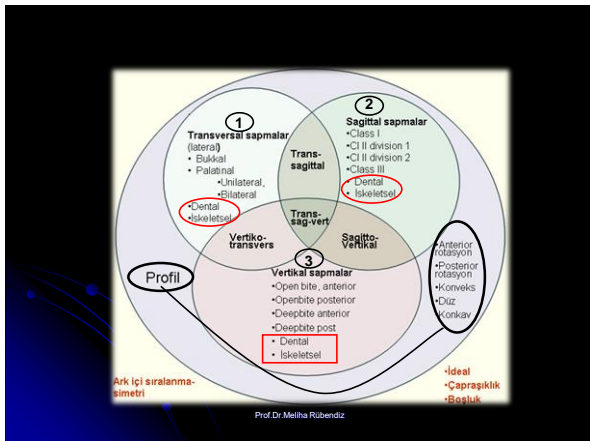 1
Transversal sapmalar
(lateral)
• Bukkal
• Palatinal
•Unilateral,
•Bilateral
•Dental
•İskeletsel
2
Sagittal sapmalar
•Class I
•Cl II division 1
•Cl II division 2
•Class III
• Dental
• İskeletsel
Trans-
sagittal
Trans-
sag-vert
Vertiko-
transvers
Sagitto-
Vertikal
3
Vertikal sapmalar
•Open bite, anterior
•Openbite posterior
•Deepbite anterior
•Deepbite post
• Dental
• İskeletsel
Profil
•Anterior
rotasyon
•Posterior
rotasyon
•Konveks
•Düz
Konkav
Ark içi sıralanma-
simetri
•İdeal
•Çapraşıklık
•Boşluk
Prof.Dr.Meliha Rübendiz